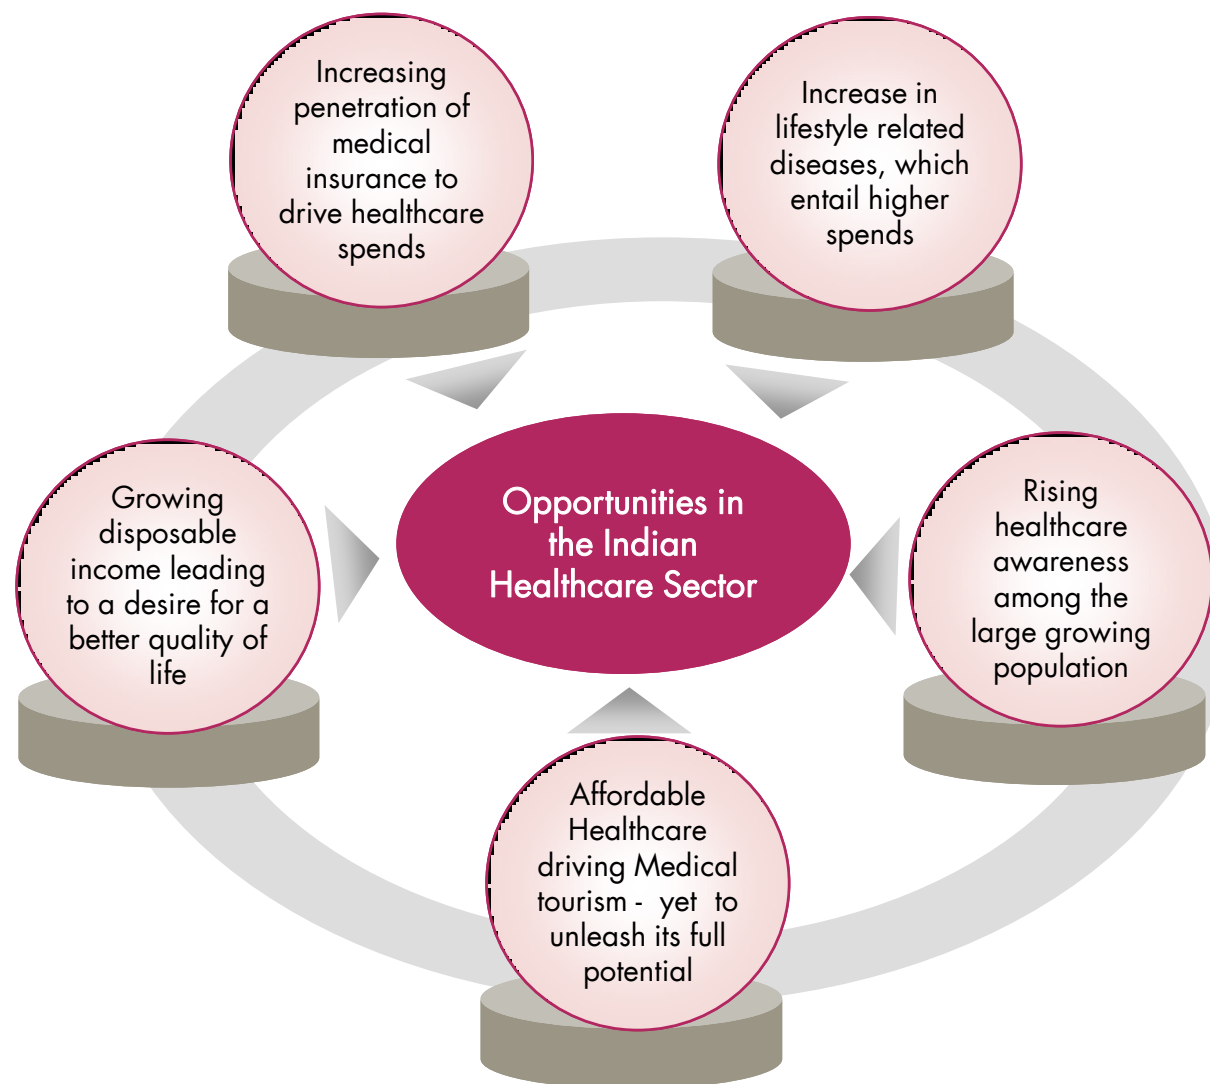 Increasing
penetration of
medical
insurance to
drive healthcare
spends
Increase in
lifestyle related
diseases, which
entail higher
spends
Growing
disposable
income leading
to a desire for a
better quality of
life
Opportunities in
the Indian
Healthcare Sector
Rising
healthcare
awareness
among the
large growing
population
Affordable
Healthcare
driving Medical
tourism - yet to
unleash its full
potential